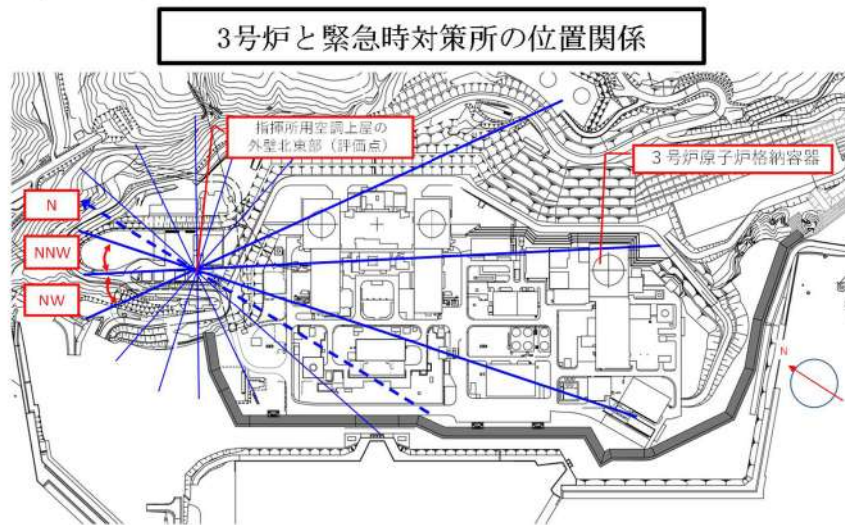 3号炉と緊急時対策所の位置関係
指揮所用空調上屋の
外壁北東部（評価点）
3号炉原子炉格納容器
N
NNW
NW
N